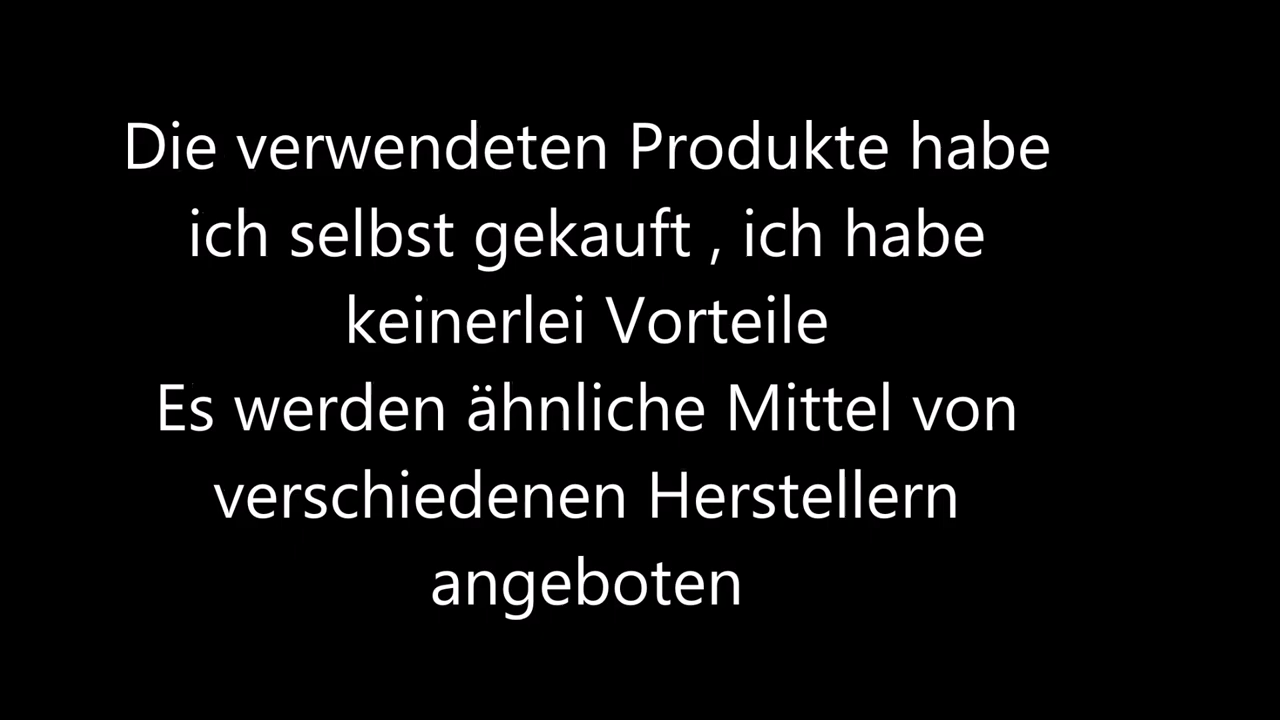 Die verwendeten Produkte habe
ich selbst gekauft , ich habe
keinerlei Vorteile
Es werden ähnliche Mittel von
verschiedenen Herstellern
angeboten